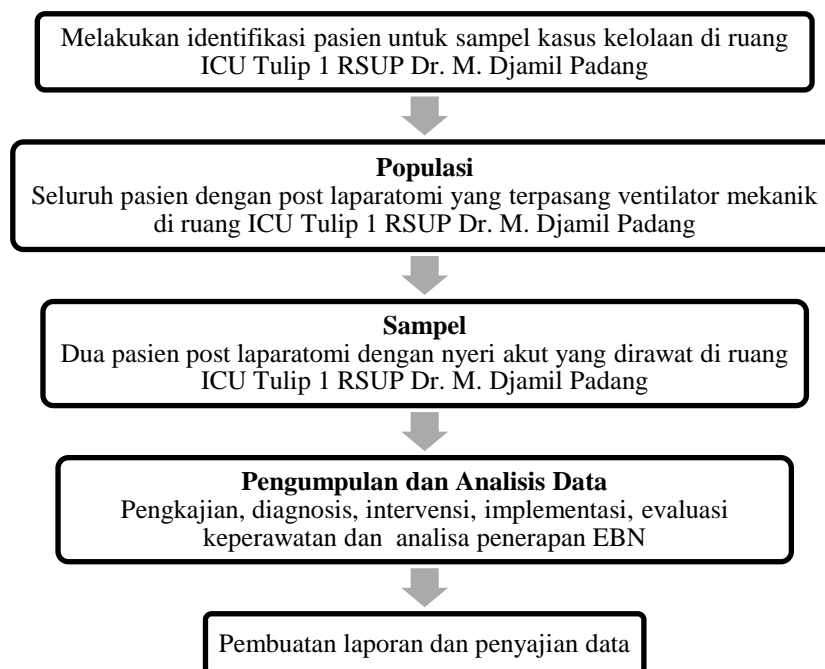 Melakukan identifikasi pasien untuk sampel kasus kelolaan di ruang
ICU Tulip 1 RSUP Dr. M. Djamil Padang
Populasi
Seluruh pasien dengan post laparatomi yang terpasang ventilator mekanik
di ruang ICU Tulip 1 RSUP Dr. M. Djamil Padang
Sampel
Dua pasien post laparatomi dengan nyeri akut yang dirawat di ruang
ICU Tulip 1 RSUP Dr. M. Djamil Padang
Pengumpulan dan Analisis Data
Pengkajian, diagnosis, intervensi, implementasi, evaluasi
keperawatan dan analisa penerapan EBN
Pembuatan laporan dan penyajian data